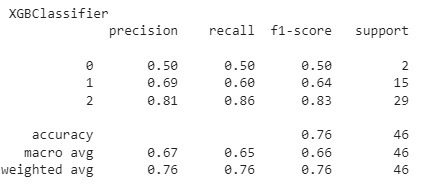 XGBClassifier
precision recall f1-score support
0 0.50 0.50 0.50 2
1 0.69 0.60 0.64 15
2 0.81 0.86 0.83 29
accuracy 0.76 46
macro avg 0.67 0.65 0.66 46
weighted avg 0.76 0.76 0.76 46